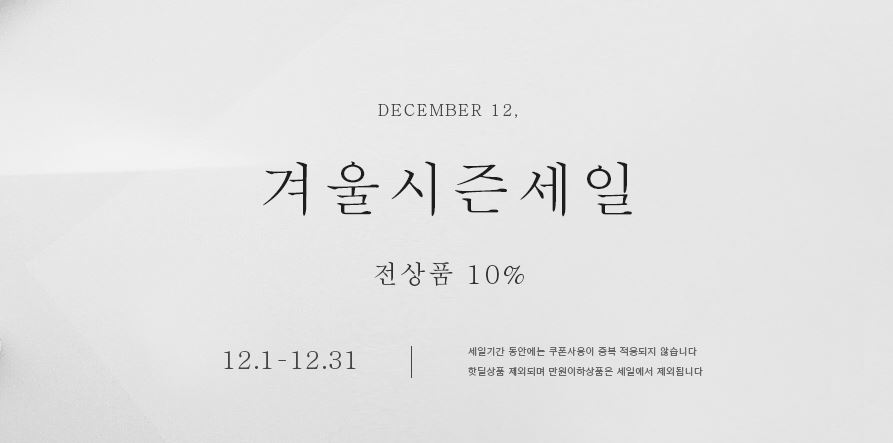 DECEMBER 12,
겨울시즌세일
전상품 10%
12.1-12.31
세일기간 동안에는 쿠폰사용이 중복 적용되지 않습니다
핫딜상품 제외되며 만원이하상품은 세일에서 제외됩니다